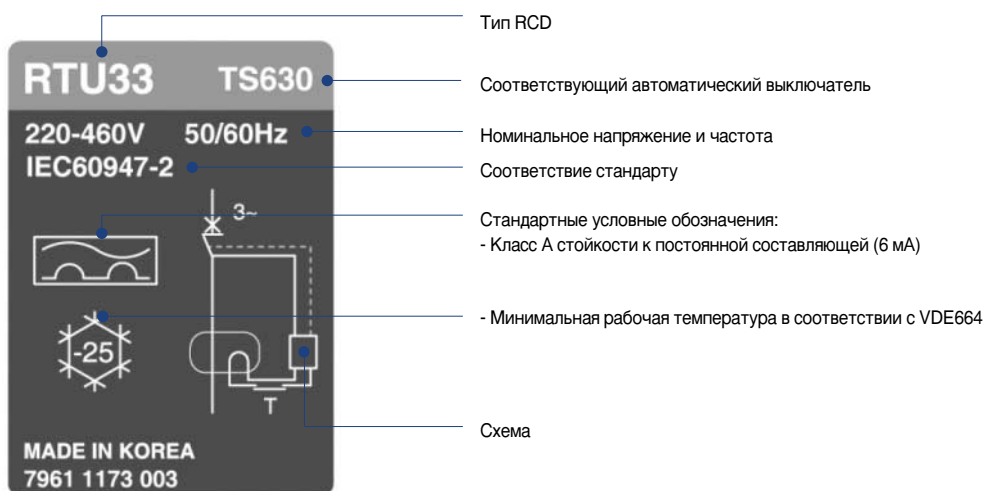 Тип RCD
RTU33 TS630
Соответствующий автоматический выключатель
220-460V 50/60Hz
Номинальное напряжение и частота
IEC60947-2
Соответствие стандарту
3~
Стандартные условные обозначения:
- Класс А стойкости к постоянной составляющей (6 мА)
-25
- Минимальная рабочая температура в соответствии с VDE664
T
Схема
MADE IN KOREA
7961 1173 003